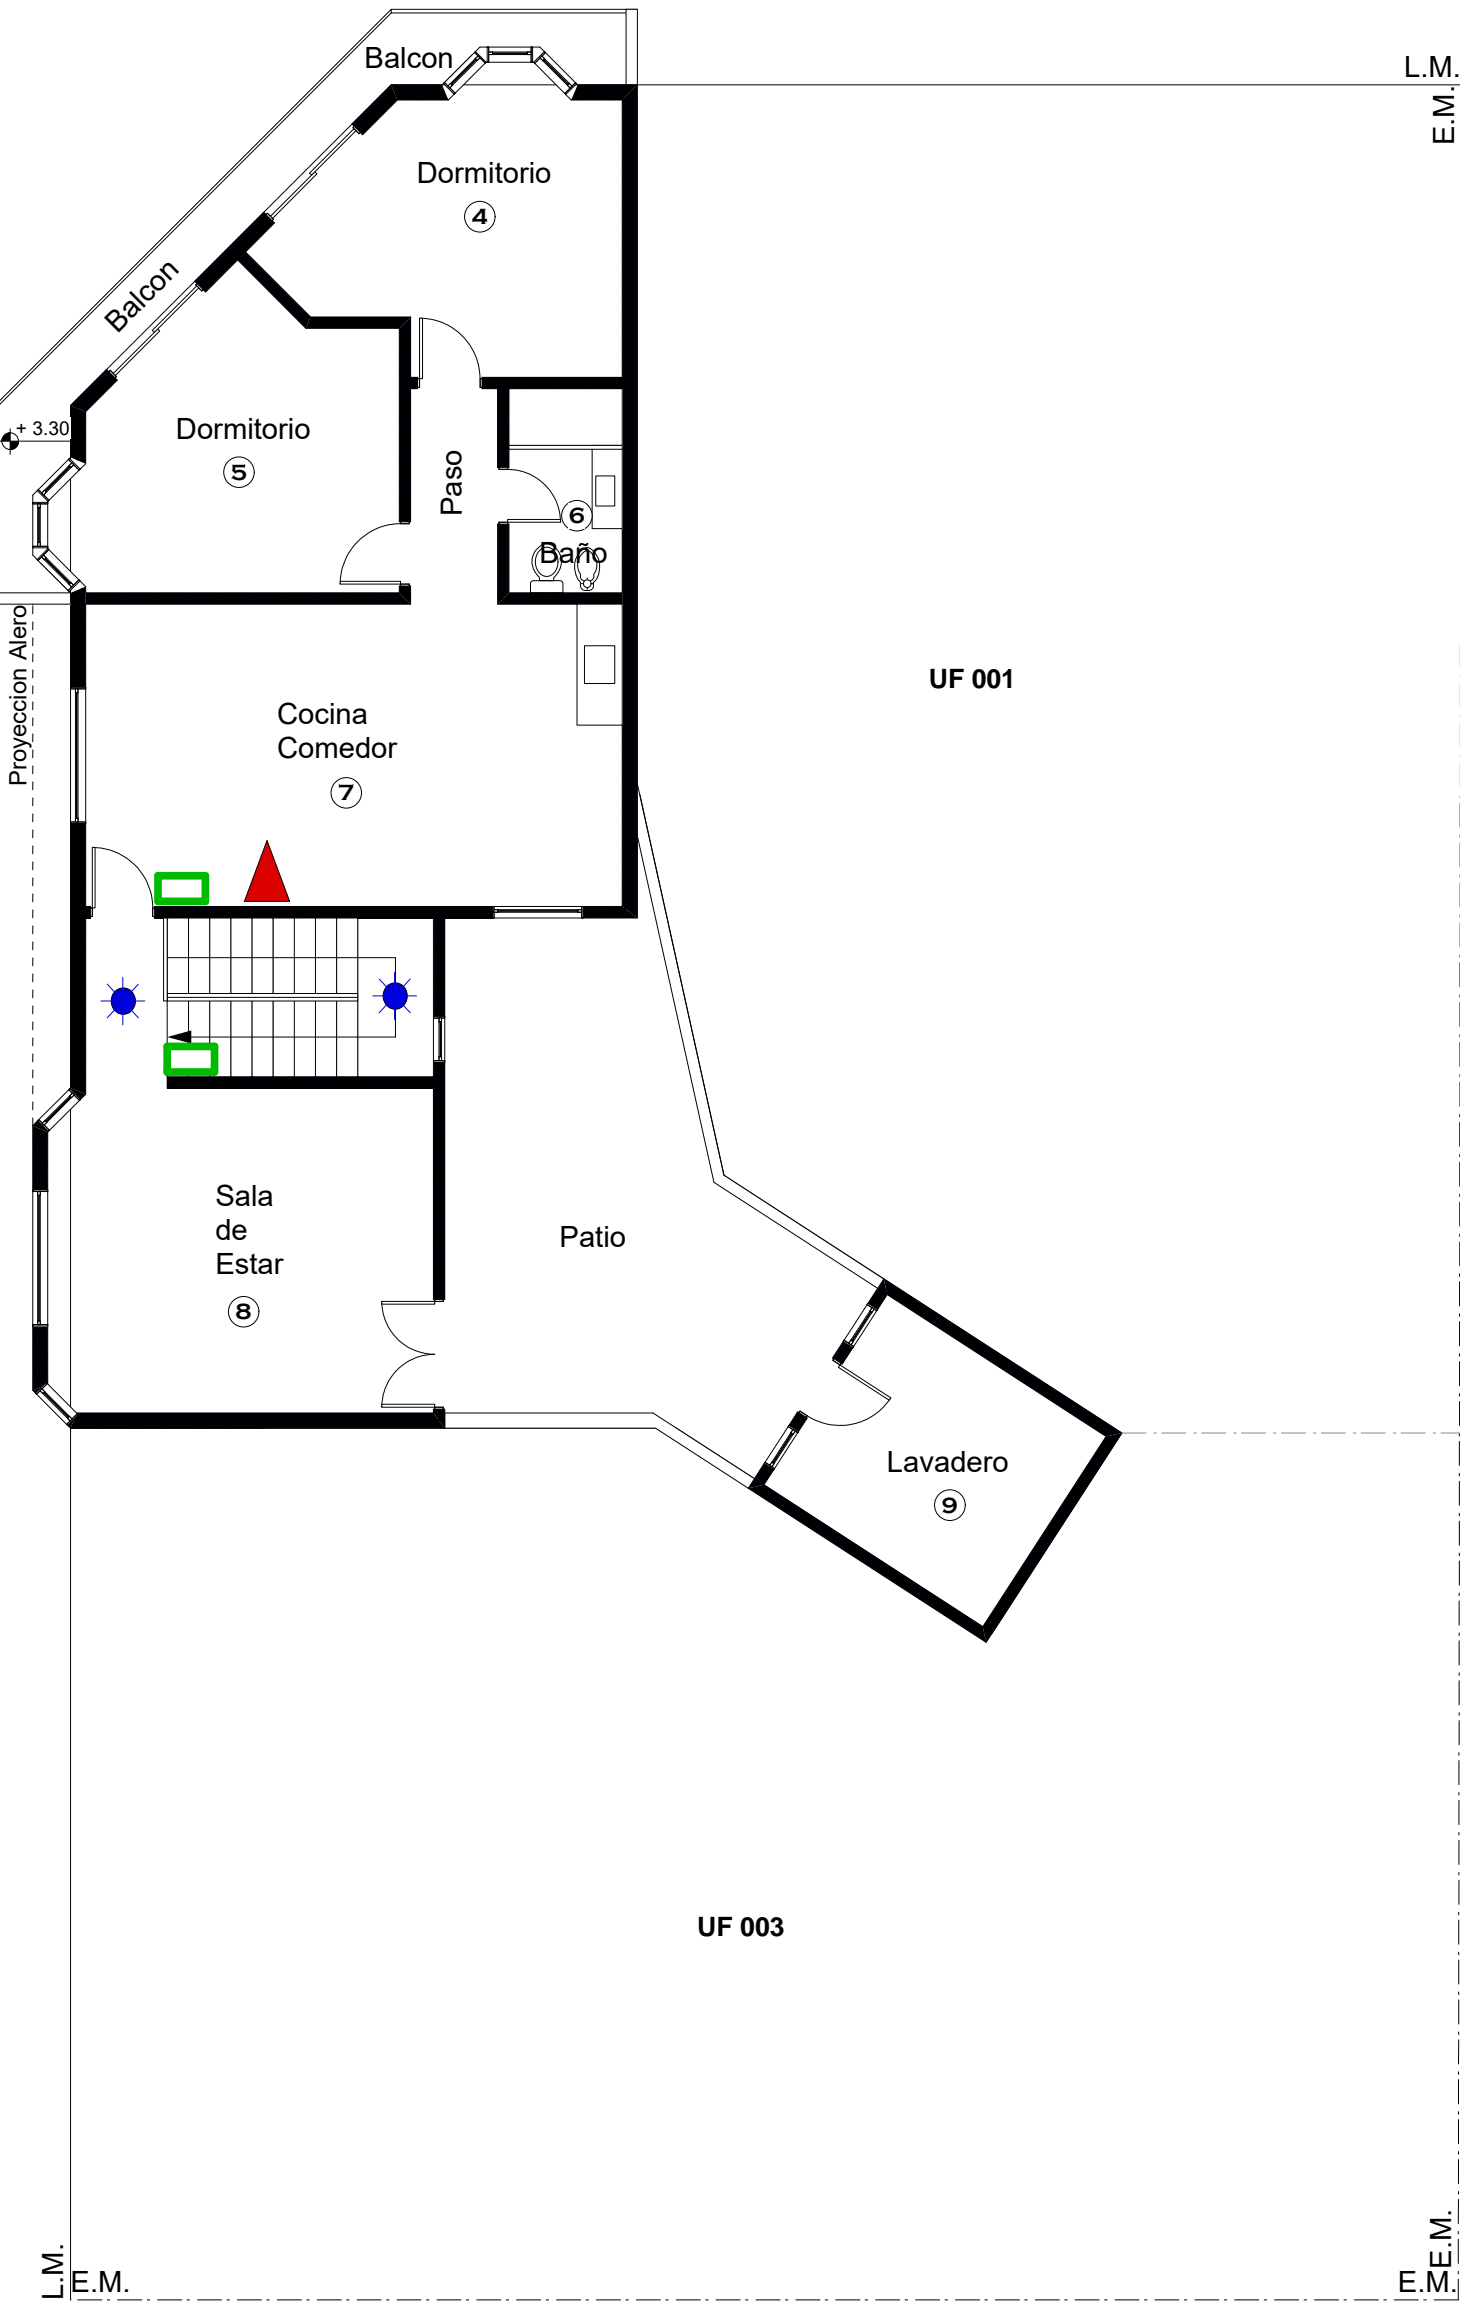 Balcon
L.M.
E.M.
Dormitorio
4
Balcon
+ 3.30
Dormitorio
5
Paso
6
Baño
Proyeccion Alero
UF 001
Cocina
Comedor
7
Sala
de
Estar
8
Patio
Lavadero
9
UF 003
L.M.
E.M.
E.M.
E.M.